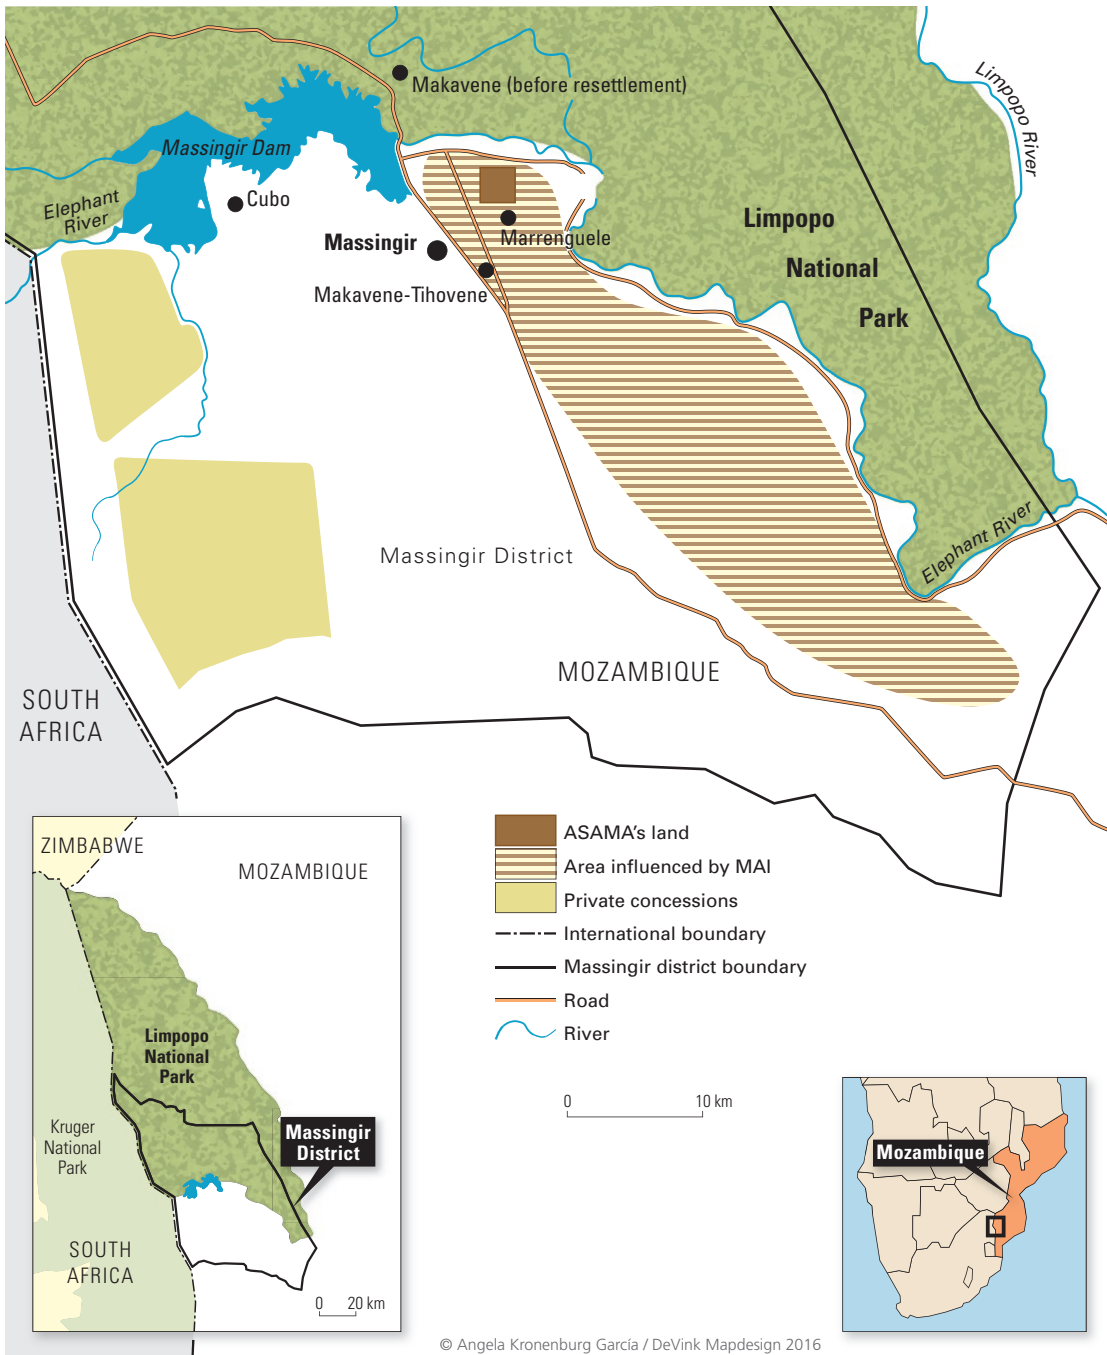 Makavene (before resettlement)
Limpopo River
Massingir Dam
Elephant
River
Cubo
Massingir
Marrenguele
Makavene-Tihovene
Limpopo
National
Park
Elephant River
Massingir District
MOZAMBIQUE
SOUTH
AFRICA
ASAMA's land
Area influenced by MAI
Private concessions
International boundary
Massingir district boundary
Road
River
0 10 km
ZIMBABWE
MOZAMBIQUE
Limpopo
National
Park
Kruger
National
Park
Massingir
District
SOUTH
AFRICA
0 20 km
Mozambique
© Angela Kronenburg García / DeVink Mapdesign 2016